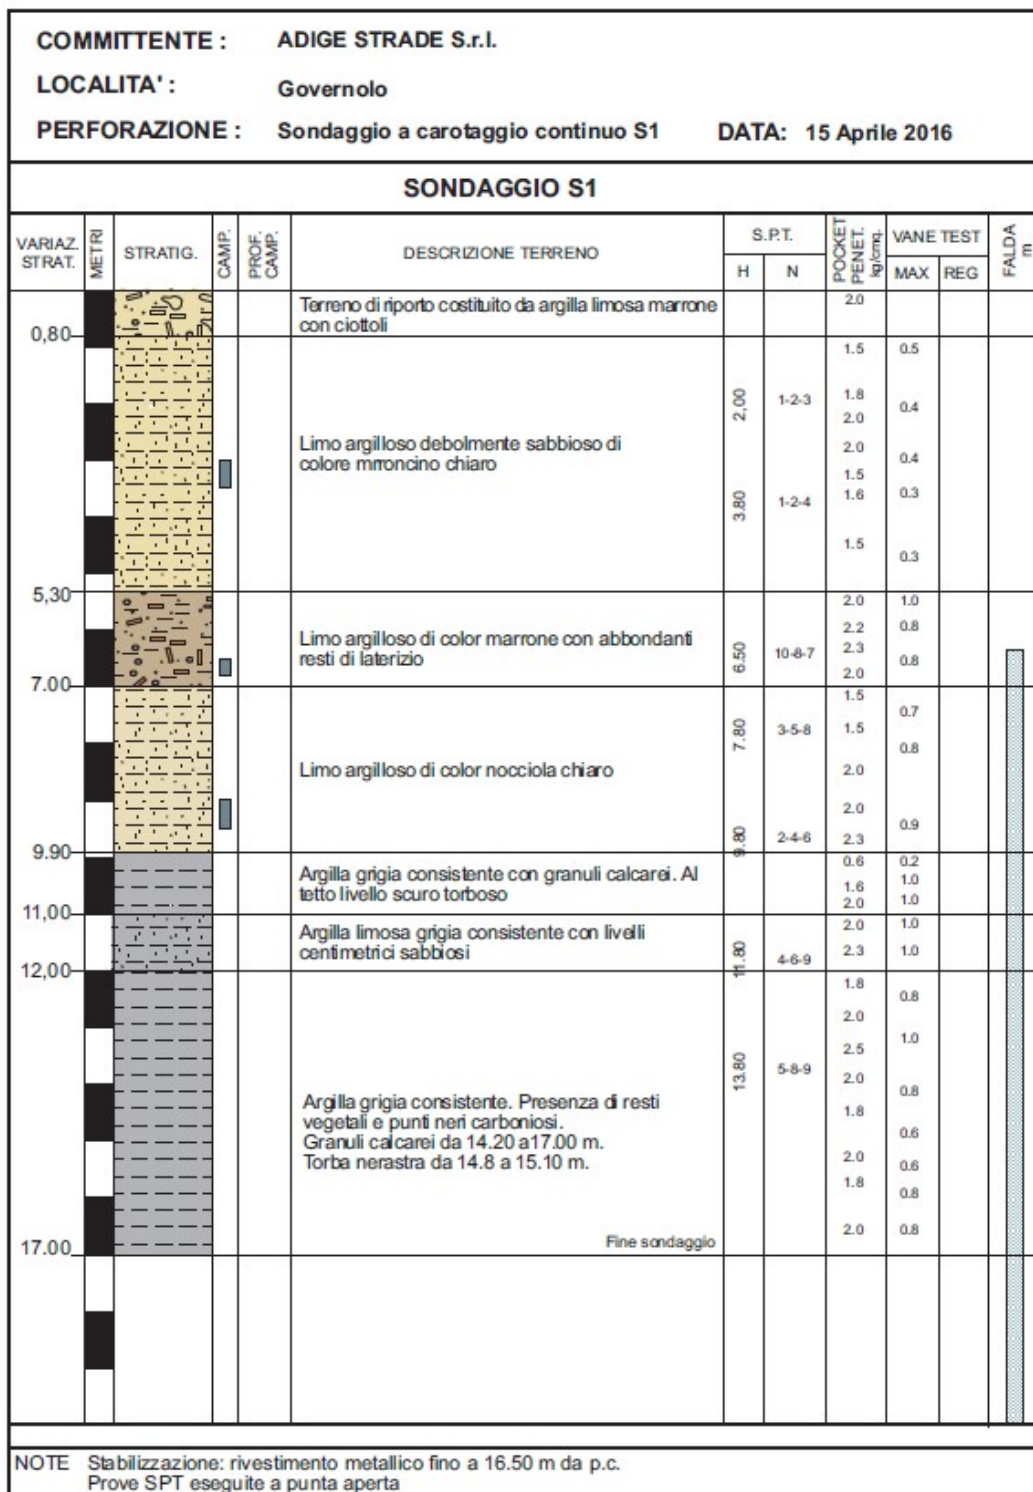 COMMITTENTE : ADIGE STRADE S.r.l.
LOCALITA' : Governolo
PERFORAZIONE : Sondaggio a carotaggio continuo S1 DATA: 15 Aprile 2016
SONDAGGIO S1
VARIAZ. STRAT. METRI STRATIG. CAMP. PROF. CAMP. DESCRIZIONE TERRENO S.P.T. H N POCKET PENET. kg/cmq. VANE TEST MAX REG FALDA m
Terreno di riporto costituito da argilla limosa marrone 2.0
con ciottoli
0,80
1.5 0.5
2,00 1-2-3 1.8 0.4
2.0
Limo argilloso debolmente sabbioso di 2.0
colore mrroncino chiaro 0.4
1.5
3.80 1-2-4 1.6 0.3
1.5 0.3
5,30
2.0 1.0
2.2 0.8
Limo argilloso di color marrone con abbondanti 2.3
resti di laterizio 6.50 10-8-7 0.8
2.0
7.00
1.5 0.7
7.80 3-5-8 1.5
0.8
Limo argilloso di color nocciola chiaro 2.0
2.0
0.9
9.80 2-4-6 2.3
9.90
0.6 0.2
Argilla grigia consistente con granuli calcarei. Al 1.0
tetto livello scuro torboso 1.6
2.0 1.0
11,00
2.0 1.0
Argilla limosa grigia consistente con livelli
centimetrici sabbiosi 11.80 4-6-9 2.3 1.0
12,00
1.8 0.8
2.0
1.0
2.5
13.80 5-8-9 2.0
0.8
Argilla grigia consistente. Presenza di resti 1.8
vegetali e punti neri carboniosi. 0.6
Granuli calcarei da 14.20 a17.00 m.
Torba nerastra da 14.8 a 15.10 m. 2.0 0.6
1.8 0.8
2.0 0.8
Fine sondaggio
17.00
NOTE Stabilizzazione: rivestimento metallico fino a 16.50 m da p.c.
Prove SPT eseguite a punta aperta